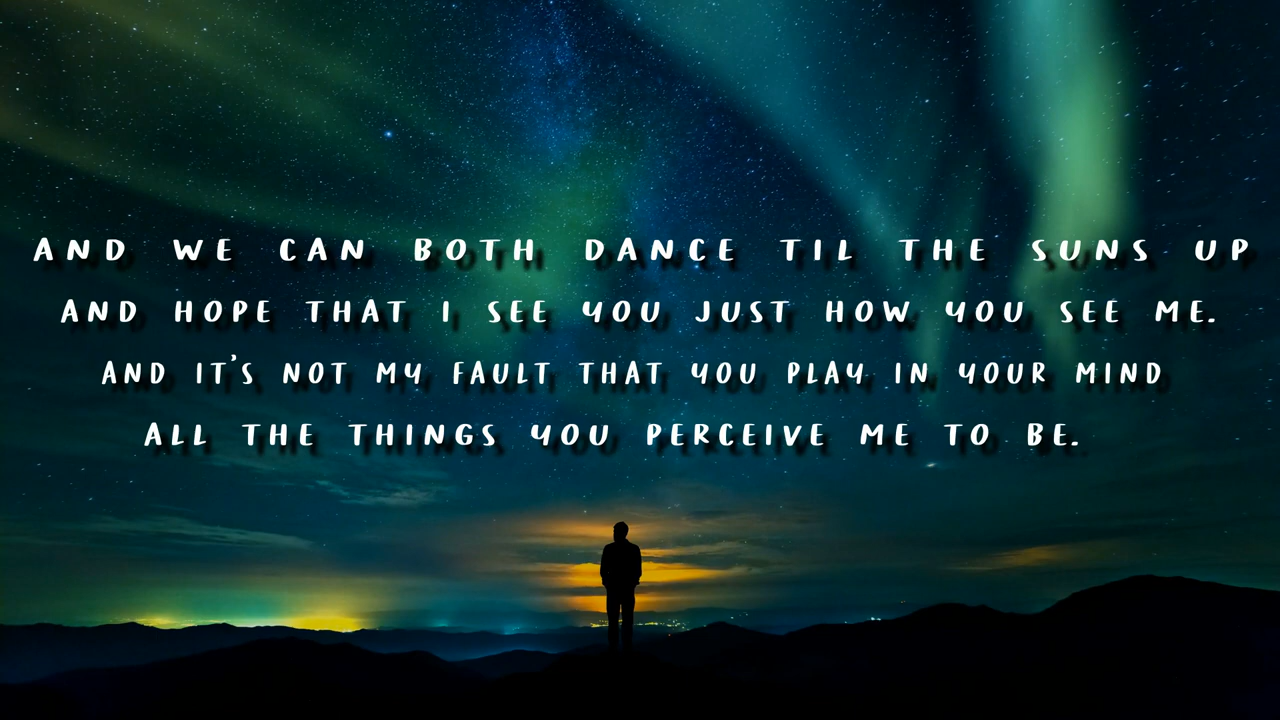 AND WE CAN BOTH DANCE TIL THE SUNS UP
AND HOPE THAT I SEE YOU JUST HOW YOU SEE ME.
AND IT'S NOT MY FAULT THAT YOU PLAY IN YOUR MIND
ALL THE THINGS YOU PERCEIVE ME TO BE.